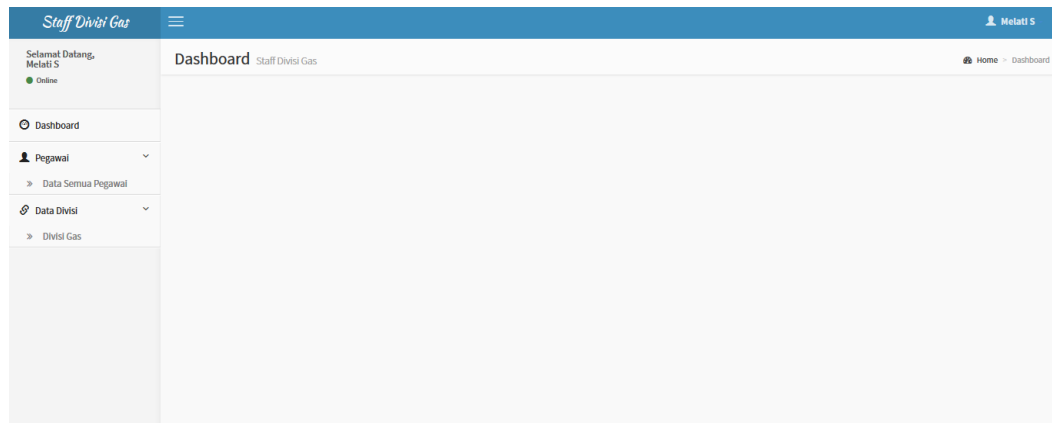 Staff Divisi Gas
Melati S
Selamat Datang,
Melati S
Online
Dashboard Staff Divisi Gas
Home > Dashboard
Dashboard
Pegawai
» Data Semua Pegawai
Data Divisi
» Divisi Gas